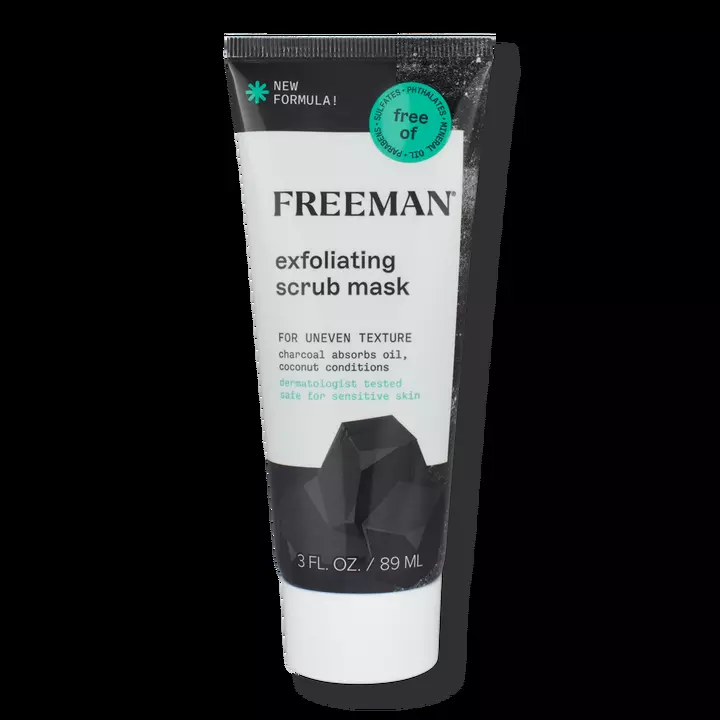 NEW
FORMULA!
PARABENS • SULFATES • PHTHALATES • MINERAL OIL •
free
of
FREEMAN®
exfoliating
scrub mask
FOR UNEVEN TEXTURE
charcoal absorbs oil,
coconut conditions
dermatologist tested
safe for sensitive skin
3 FL. OZ. / 89 ML